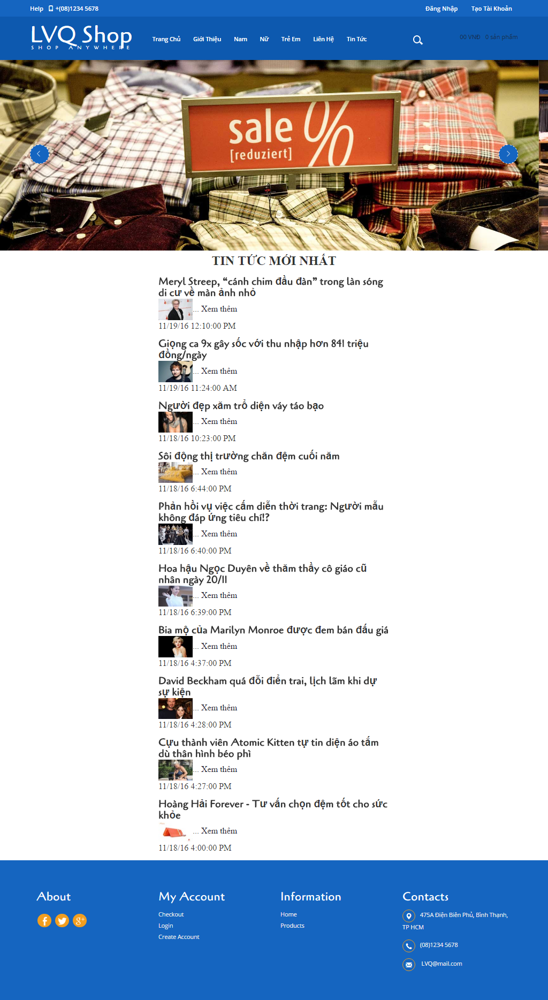 Help +(08)1234 5678 Đăng Nhập Tạo Tài Khoản
LVQ Shop
SHOP ANYWHERE
Trang Chủ Giới Thiệu Nam Nữ Trẻ Em Liên Hệ Tin Tức
00 VNĐ 0 sản phẩm
sale %
[reduziert]
TIN TỨC MỚI NHẤT
Meryl Streep, “cánh chim đầu đàn” trong làn sóng
di cư về màn ảnh nhỏ
... Xem thêm
11/19/16 12:10:00 PM
Giọng ca 9x gây sốc với thu nhập hơn 841 triệu
đồng/ngày
... Xem thêm
11/19/16 11:24:00 AM
Người đẹp xăm trổ diện váy táo bạo
... Xem thêm
11/18/16 10:23:00 PM
Sôi động thị trường chăn đệm cuối năm
... Xem thêm
11/18/16 6:44:00 PM
Phản hồi vụ việc cấm diễn thời trang: Người mẫu
không đáp ứng tiêu chí!?
... Xem thêm
11/18/16 6:40:00 PM
Hoa hậu Ngọc Duyên về thăm thầy cô giáo cũ
nhân ngày 20/11
... Xem thêm
11/18/16 6:39:00 PM
Bia mộ của Marilyn Monroe được đem bán đấu giá
... Xem thêm
11/18/16 4:37:00 PM
David Beckham quá đỗi điển trai, lịch lãm khi dự
sự kiện
... Xem thêm
11/18/16 4:28:00 PM
Cựu thành viên Atomic Kitten tự tin diện áo tắm
dù thân hình béo phì
... Xem thêm
11/18/16 4:27:00 PM
Hoàng Hải Forever - Tư vấn chọn đệm tốt cho sức
khỏe
... Xem thêm
11/18/16 4:00:00 PM
About
My Account
Checkout
Login
Create Account
Information
Home
Products
Contacts
475A Điện Biên Phủ, Bình Thạnh,
TP HCM
(08)1234 5678
LVQ@mail.com